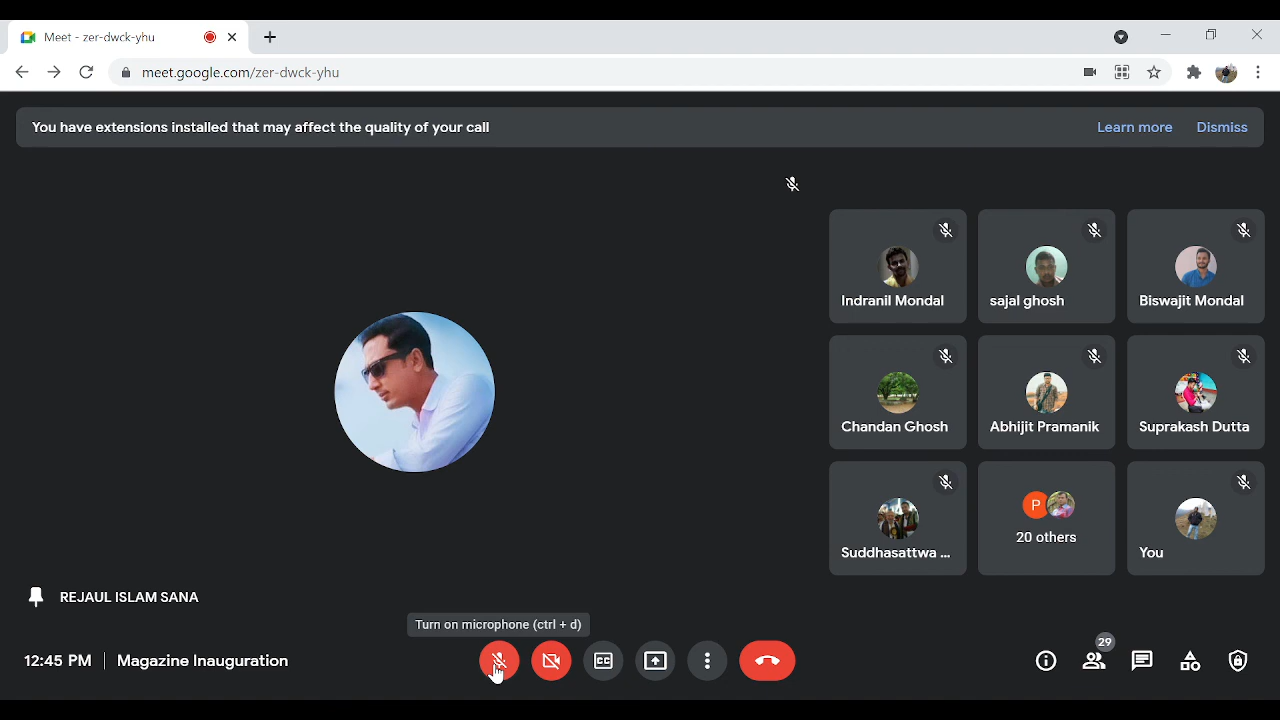 Meet - zer-dwck-yhu
meet.google.com/zer-dwck-yhu
You have extensions installed that may affect the quality of your call
Learn more
Dismiss
Indranil Mondal
sajal ghosh
Biswajit Mondal
Chandan Ghosh
Abhijit Pramanik
Suprakash Dutta
Suddhasattwa ...
P
20 others
You
REJAUL ISLAM SANA
Turn on microphone (ctrl + d)
12:45 PM | Magazine Inauguration
CC
29